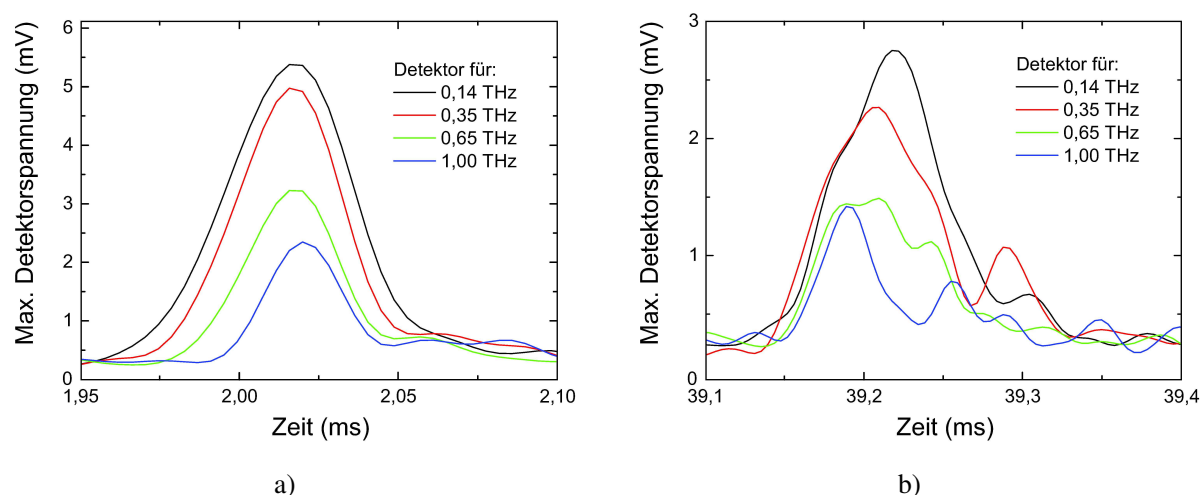 6
5
4
3
2
1
0
Max. Detektorspannung (mV)
Detektor für:
0,14 THz
0,35 THz
0,65 THz
1,00 THz
1,95
2,00
2,05
2,10
Zeit (ms)
a)
3
2
1
0
Max. Detektorspannung (mV)
Detektor für:
0,14 THz
0,35 THz
0,65 THz
1,00 THz
39,1
39,2
39,3
39,4
Zeit (ms)
b)